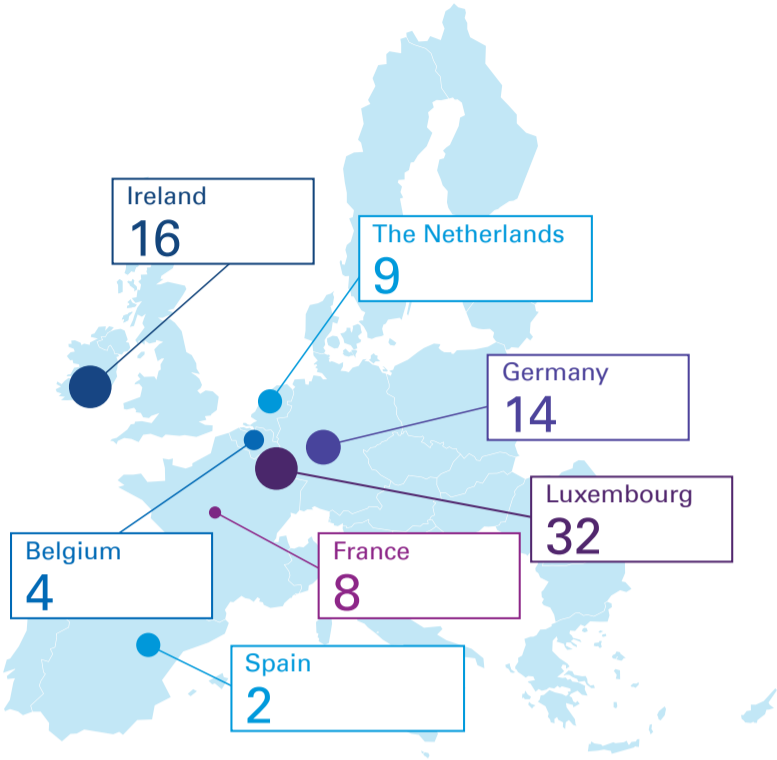 Ireland
16
The Netherlands
9
Germany
14
Luxembourg
32
Belgium
4
France
8
Spain
2